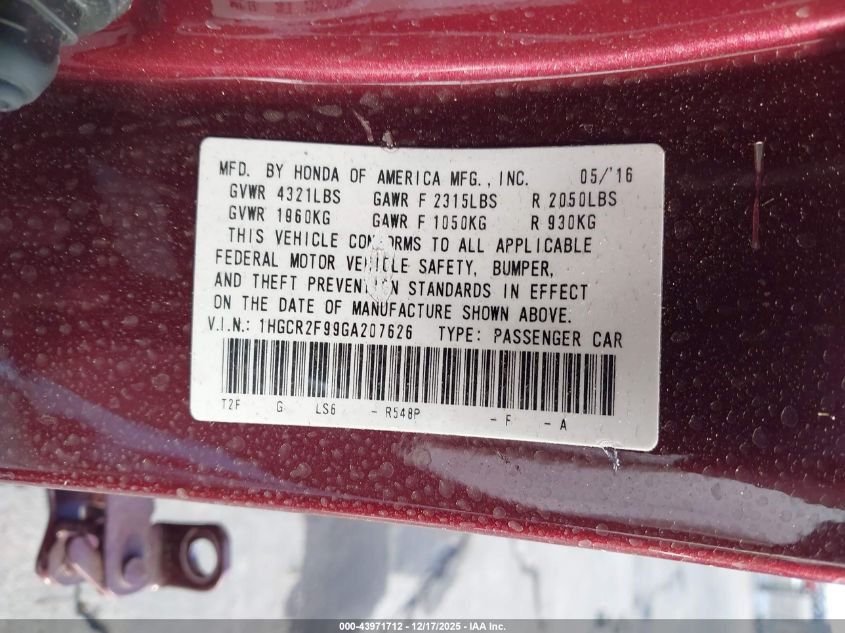 MFD. BY HONDA OF AMERICA MFG., INC. 05/'16
GVWR 4321LBS GAWR F 2315LBS R 2050LBS
GVWR 1960KG GAWR F 1050KG R 930KG
THIS VEHICLE CONFORMS TO ALL APPLICABLE
FEDERAL MOTOR VEHICLE SAFETY, BUMPER,
AND THEFT PREVENTION STANDARDS IN EFFECT
ON THE DATE OF MANUFACTURE SHOWN ABOVE.
V.I.N.: 1HGCR2F99GA207626 TYPE: PASSENGER CAR
T2F G LS6 - R548P - F - A
000-43971712 | 12/17/2025 | IAA Inc.